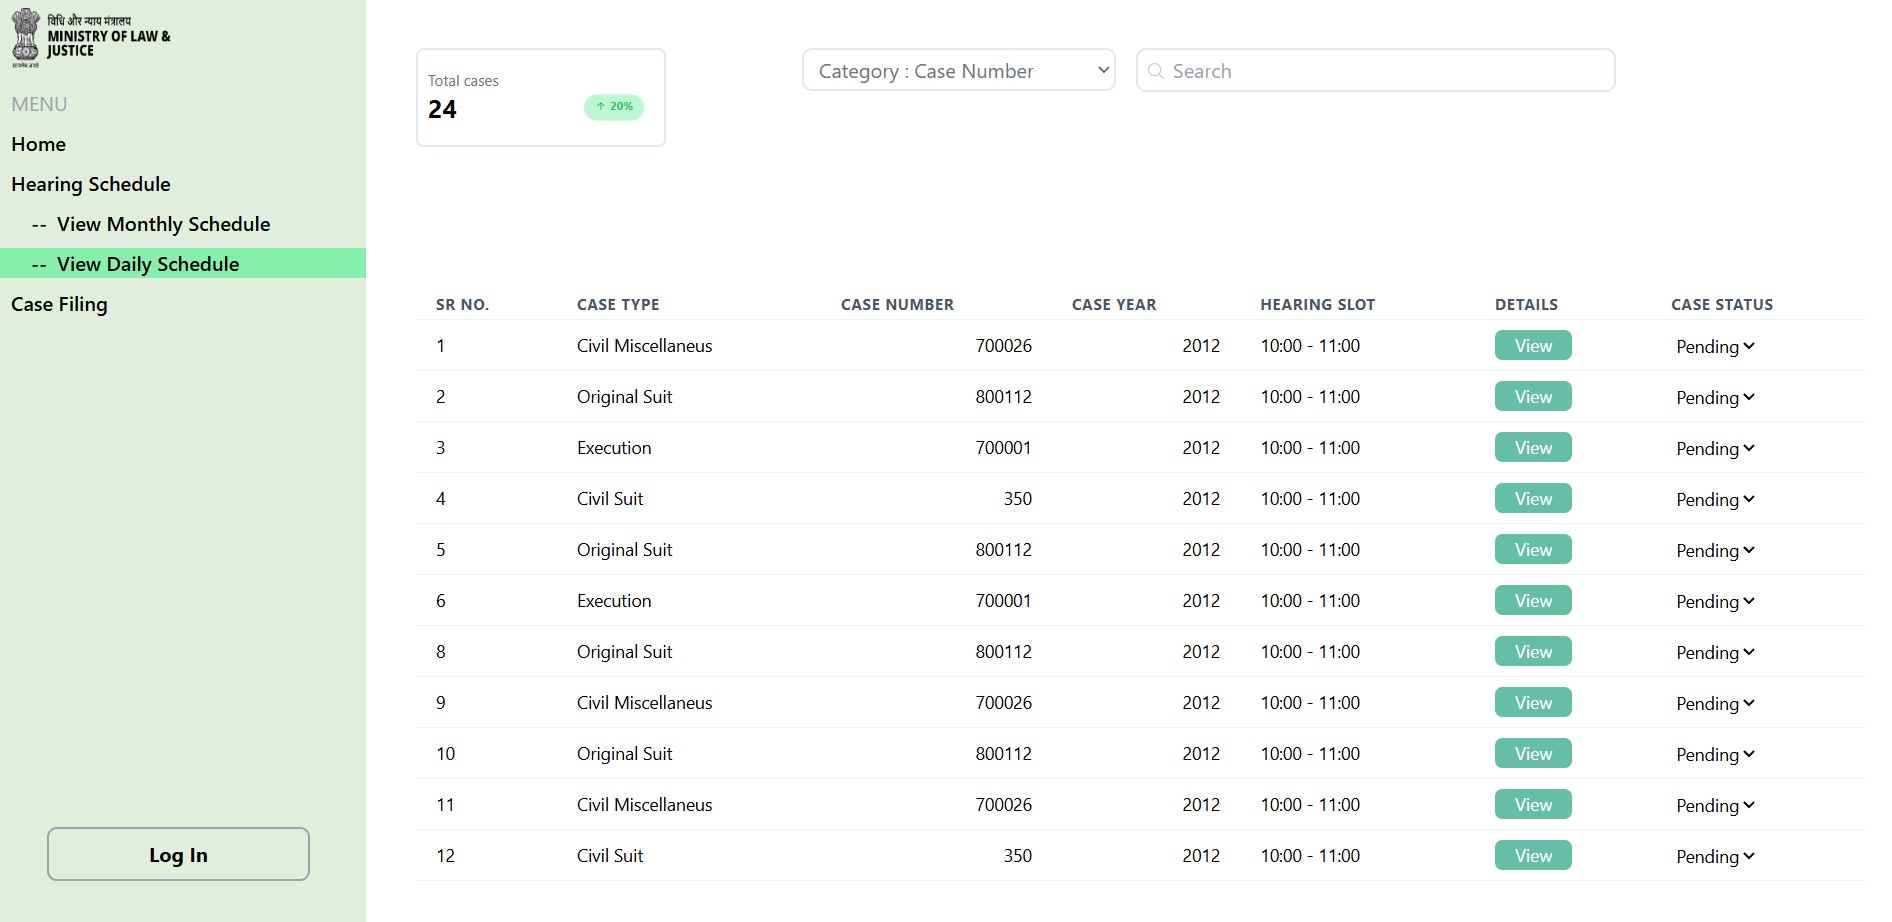 विधि और न्याय मंत्रालय
MINISTRY OF LAW &
JUSTICE
सत्यमेव जयते
MENU
Home
Hearing Schedule
-- View Monthly Schedule
-- View Daily Schedule
Case Filing
Log In
Total cases
24
↑ 20%
Category : Case Number
Search
SR NO. CASE TYPE CASE NUMBER CASE YEAR HEARING SLOT DETAILS CASE STATUS
1 Civil Miscellaneus 700026 2012 10:00 - 11:00 View Pending
2 Original Suit 800112 2012 10:00 - 11:00 View Pending
3 Execution 700001 2012 10:00 - 11:00 View Pending
4 Civil Suit 350 2012 10:00 - 11:00 View Pending
5 Original Suit 800112 2012 10:00 - 11:00 View Pending
6 Execution 700001 2012 10:00 - 11:00 View Pending
8 Original Suit 800112 2012 10:00 - 11:00 View Pending
9 Civil Miscellaneus 700026 2012 10:00 - 11:00 View Pending
10 Original Suit 800112 2012 10:00 - 11:00 View Pending
11 Civil Miscellaneus 700026 2012 10:00 - 11:00 View Pending
12 Civil Suit 350 2012 10:00 - 11:00 View Pending